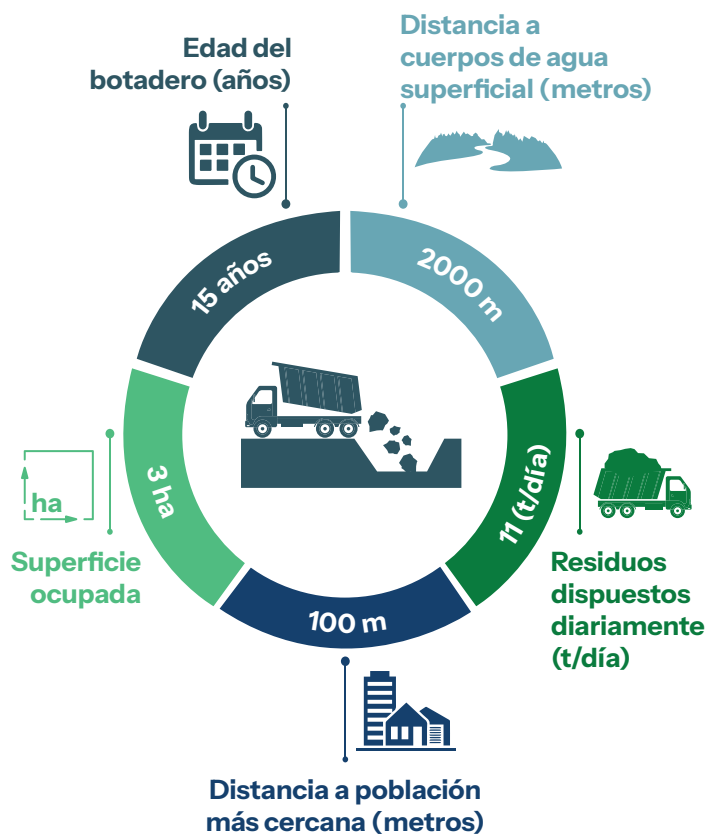 Edad del
botadero (años)
Distancia a
cuerpos de agua
superficial (metros)
15 años
2000 m
3 ha
11 (t/día)
100 m
ha
Superficie
ocupada
Residuos
dispuestos
diariamente
(t/día)
Distancia a población
más cercana (metros)